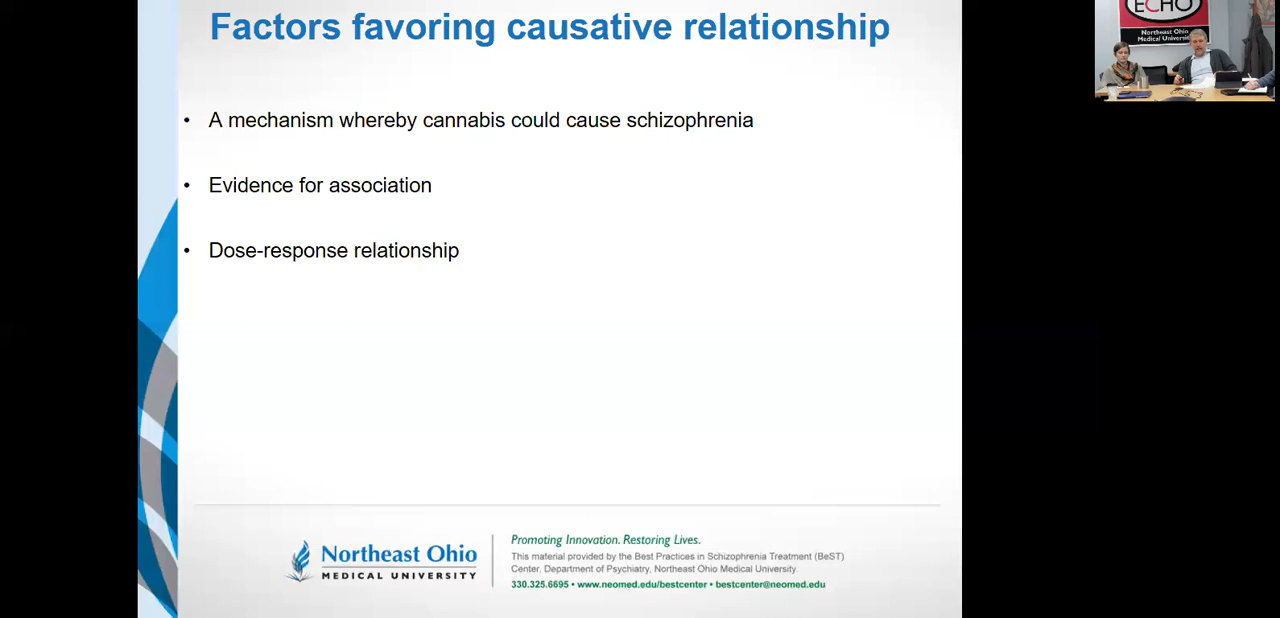 Factors favoring causative relationship
• A mechanism whereby cannabis could cause schizophrenia
• Evidence for association
• Dose-response relationship
Northeast Ohio
MEDICAL UNIVERSITY
Promoting Innovation. Restoring Lives.
This material provided by the Best Practices in Schizophrenia Treatment (BeST)
Center, Department of Psychiatry, Northeast Ohio Medical University
330.325.6695 • www.neomed.edu/bestcenter • bestcenter@neomed.edu
ECHO
Northeast Ohio
Medical University